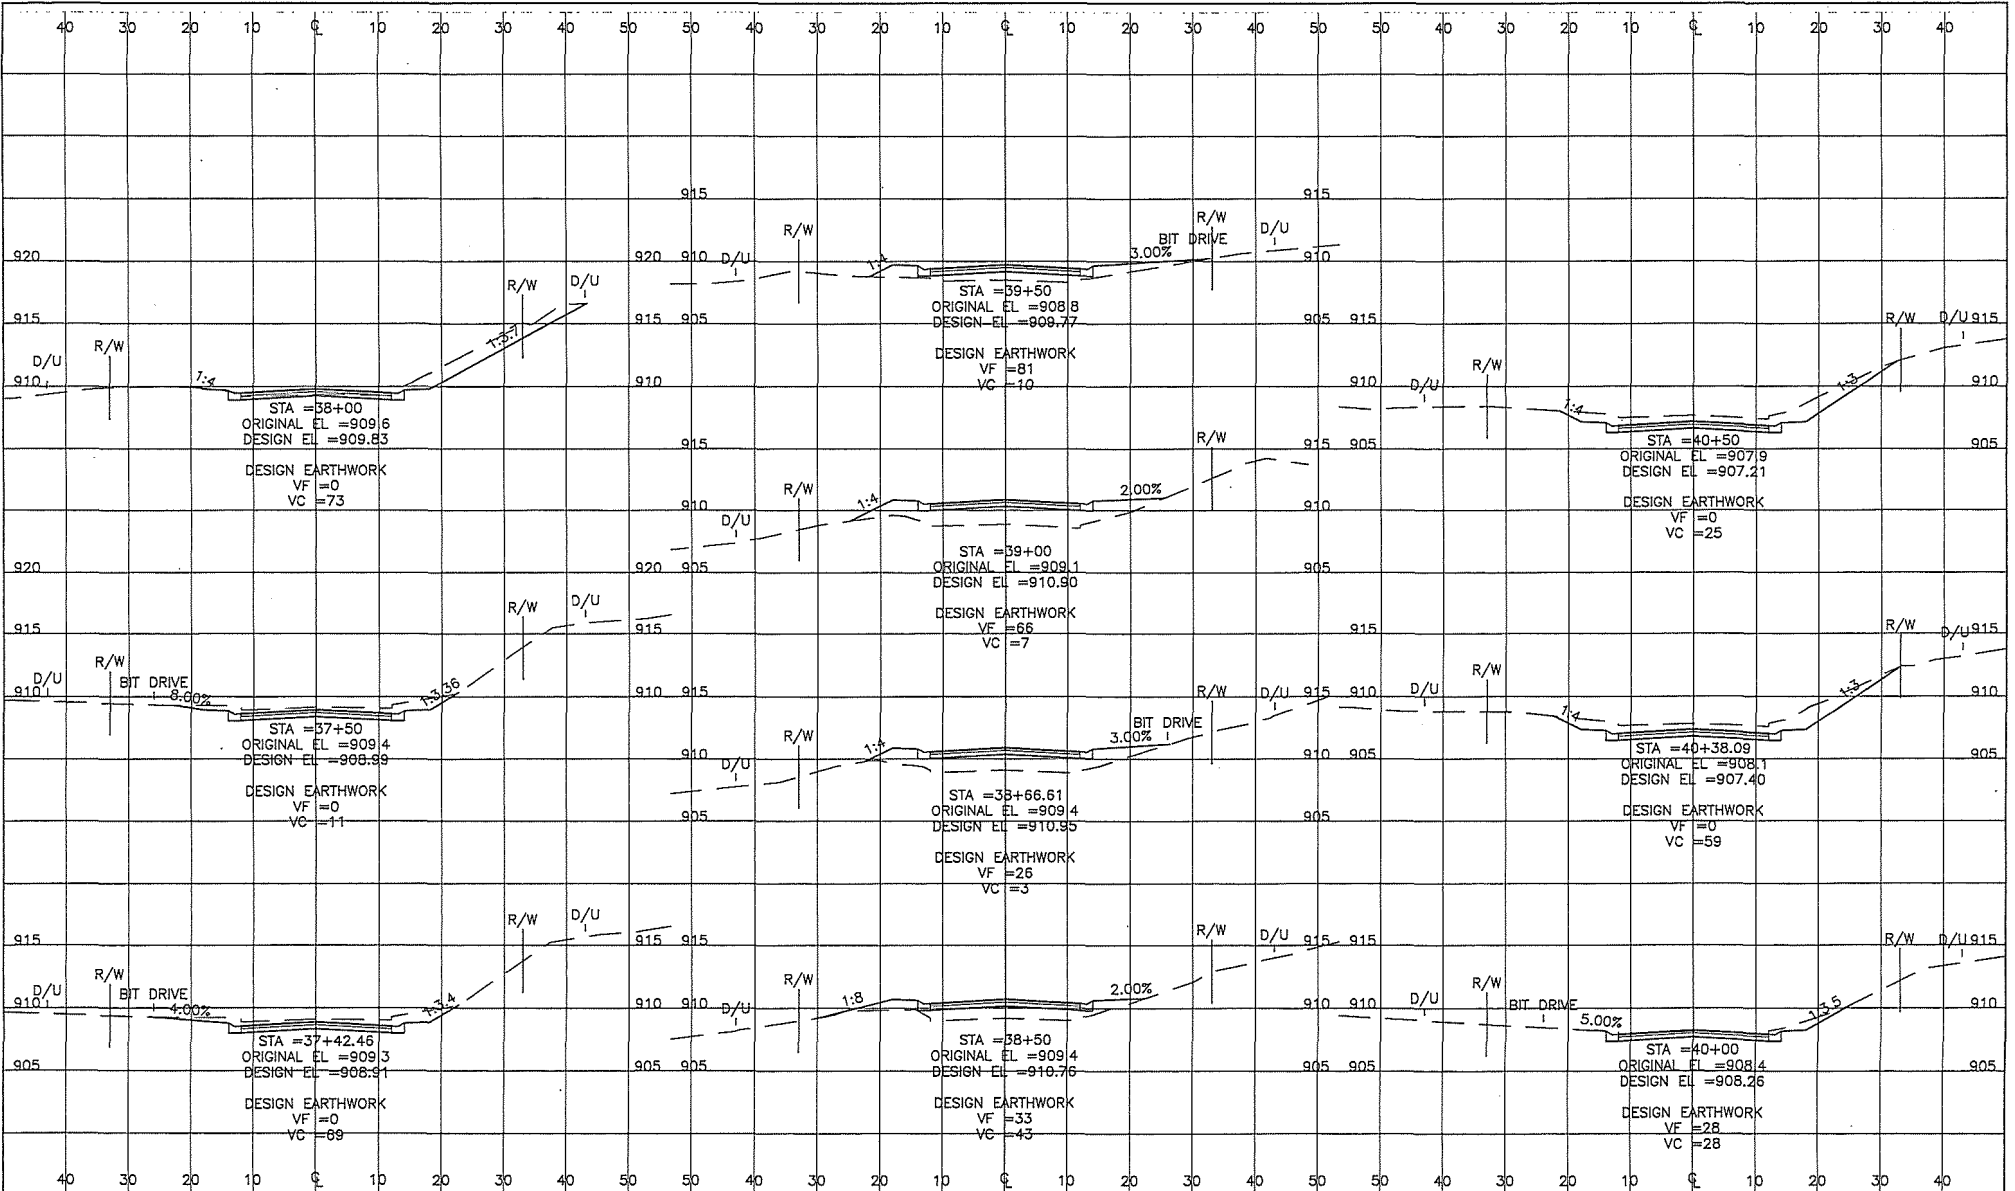 40 30 20 10 ℄ 10 20 30 40 50 50 40 30 20 10 ℄ 10 20 30 40 50 50 40 30 20 10 ℄ 10 20 30 40
920
915
910
D/U
R/W
1:4
1:3.7
R/W
D/U
920
915
910
STA =38+00
ORIGINAL EL =909.6
DESIGN EL =909.83
DESIGN EARTHWORK
VF =0
VC =73
920
915
910
D/U
R/W
BIT DRIVE
8.00%
1:3.36
R/W
D/U
920
915
910
STA =37+50
ORIGINAL EL =909.4
DESIGN EL =908.99
DESIGN EARTHWORK
VF =0
VC =11
915
910
905
D/U
R/W
BIT DRIVE
4.00%
1:3.4
R/W
D/U
915
910
905
STA =37+42.46
ORIGINAL EL =909.3
DESIGN EL =908.91
DESIGN EARTHWORK
VF =0
VC =69
915
910
905
D/U
R/W
1:4
3.00%
BIT DRIVE
R/W
D/U
915
910
905
STA =39+50
ORIGINAL EL =908.8
DESIGN EL =909.77
DESIGN EARTHWORK
VF =81
VC =10
915
910
905
D/U
R/W
1:4
2.00%
R/W
915
910
905
STA =39+00
ORIGINAL EL =909.1
DESIGN EL =910.90
DESIGN EARTHWORK
VF =66
VC =7
915
910
905
D/U
R/W
1:4
3.00%
BIT DRIVE
R/W
D/U
915
915
910
905
STA =38+66.61
ORIGINAL EL =909.4
DESIGN EL =910.95
DESIGN EARTHWORK
VF =26
VC =3
915
910
905
D/U
R/W
1:8
2.00%
R/W
D/U
915
910
905
STA =38+50
ORIGINAL EL =909.4
DESIGN EL =910.76
DESIGN EARTHWORK
VF =33
VC =43
915
910
905
D/U
R/W
1:4
1:3
R/W
D/U
915
910
905
STA =40+50
ORIGINAL EL =907.9
DESIGN EL =907.21
DESIGN EARTHWORK
VF =0
VC =25
910
905
D/U
R/W
1:4
1:3
R/W
D/U
915
910
905
STA =40+38.09
ORIGINAL EL =908.1
DESIGN EL =907.40
DESIGN EARTHWORK
VF =0
VC =59
915
910
905
D/U
R/W
BIT DRIVE
5.00%
1:3.5
R/W
D/U
915
910
905
STA =40+00
ORIGINAL EL =908.4
DESIGN EL =908.26
DESIGN EARTHWORK
VF =28
VC =28
40 30 20 10 ℄ 10 20 30 40 50 50 40 30 20 10 ℄ 10 20 30 40 50 50 40 30 20 10 ℄ 10 20 30 40